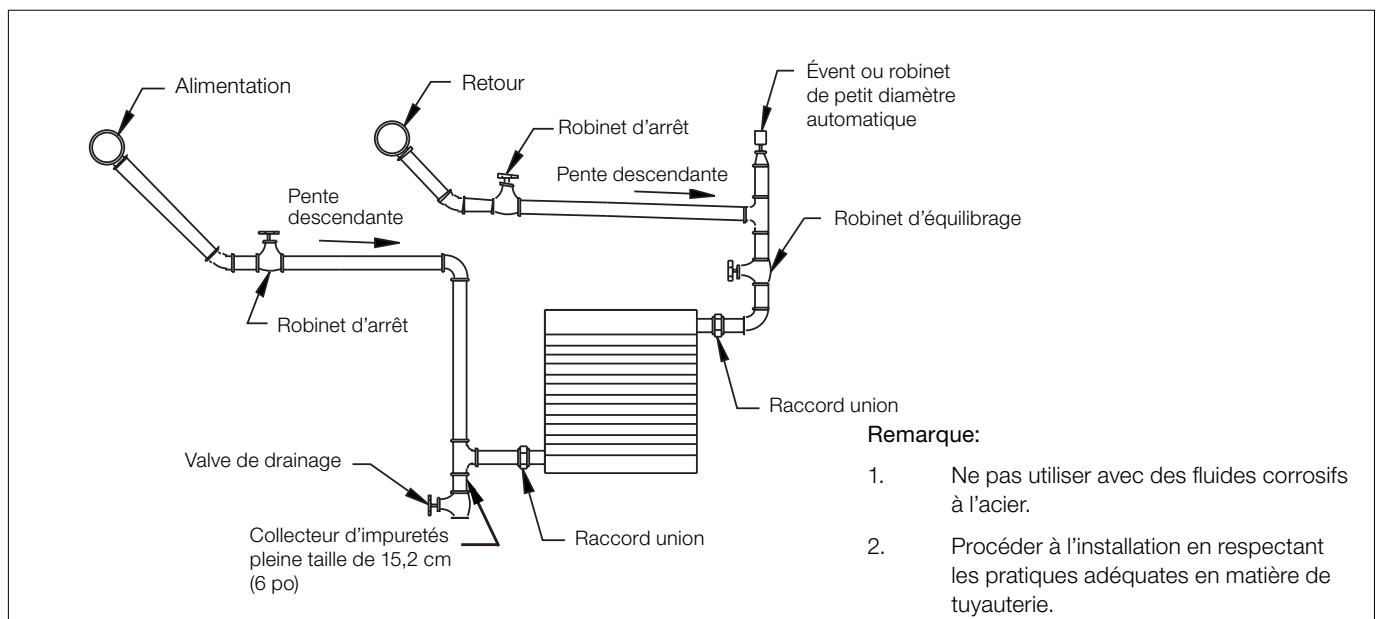 Alimentation
Retour
Évent ou robinet
de petit diamètre
automatique
Robinet d'arrêt
Pente descendante
Pente
descendante
Robinet d'équilibrage
Robinet d'arrêt
Raccord union
Valve de drainage
Collecteur d'impuretés
pleine taille de 15,2 cm
(6 po)
Raccord union
Remarque:
1. Ne pas utiliser avec des fluides corrosifs
à l'acier.
2. Procéder à l'installation en respectant
les pratiques adéquates en matière de
tuyauterie.